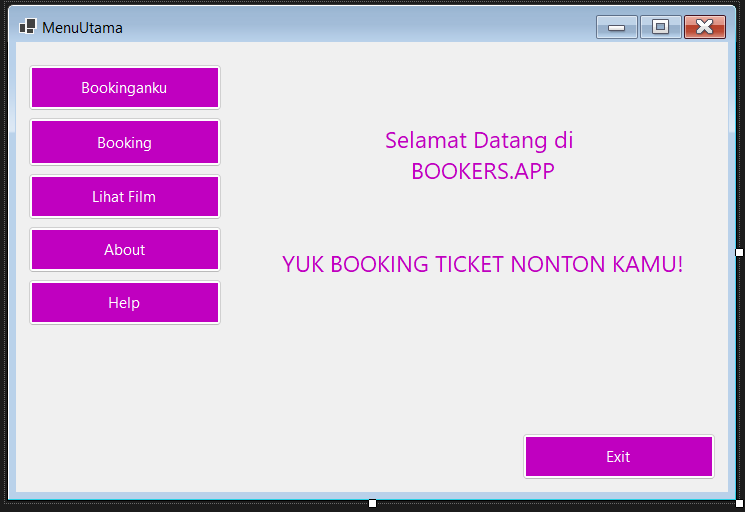 MenuUtama
Bookinganku
Booking
Lihat Film
About
Help
Selamat Datang di
BOOKERS.APP
YUK BOOKING TICKET NONTON KAMU!
Exit